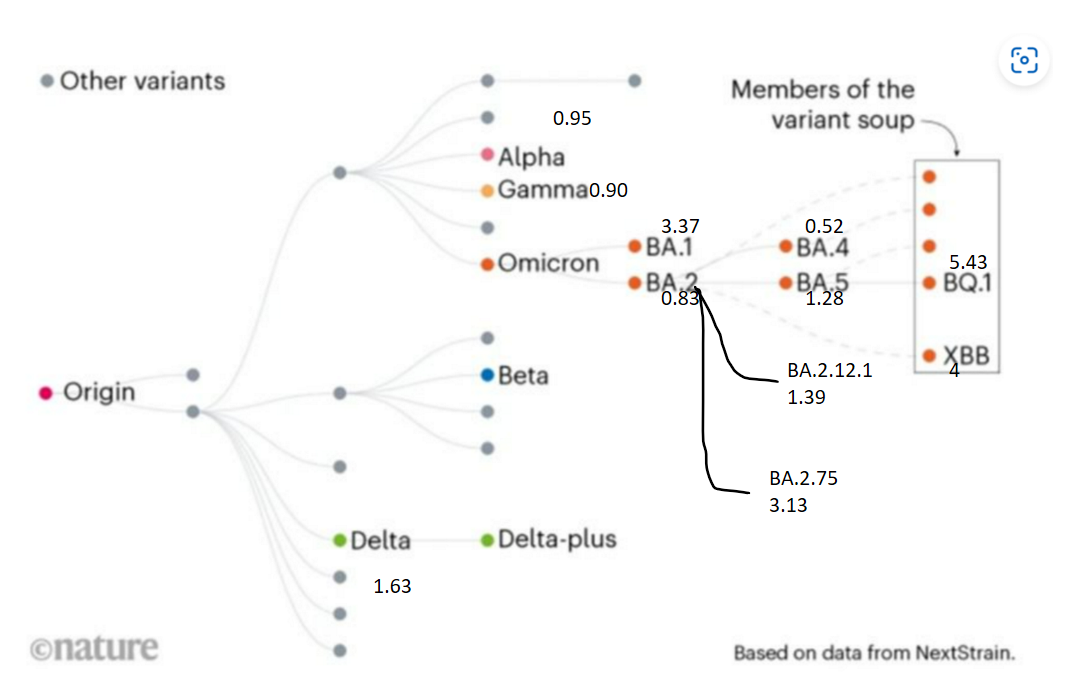 Other variants
Members of the
variant soup
0.95
Alpha
Gamma0.90
3.37
0.52
BA.1
BA.4
Omicron
5.43
BA.2
BA.5
BQ.1
0.83
1.28
XBB
4
Beta
BA.2.12.1
1.39
Origin
BA.2.75
3.13
Delta
Delta-plus
1.63
©nature
Based on data from NextStrain.